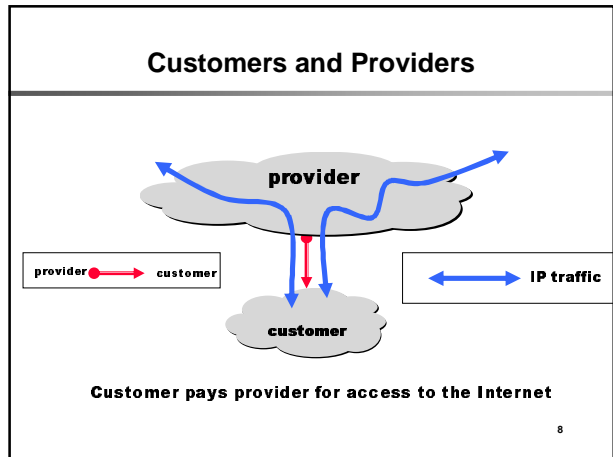 Customers and Providers
provider
provider customer
IP traffic
customer
Customer pays provider for access to the Internet
8